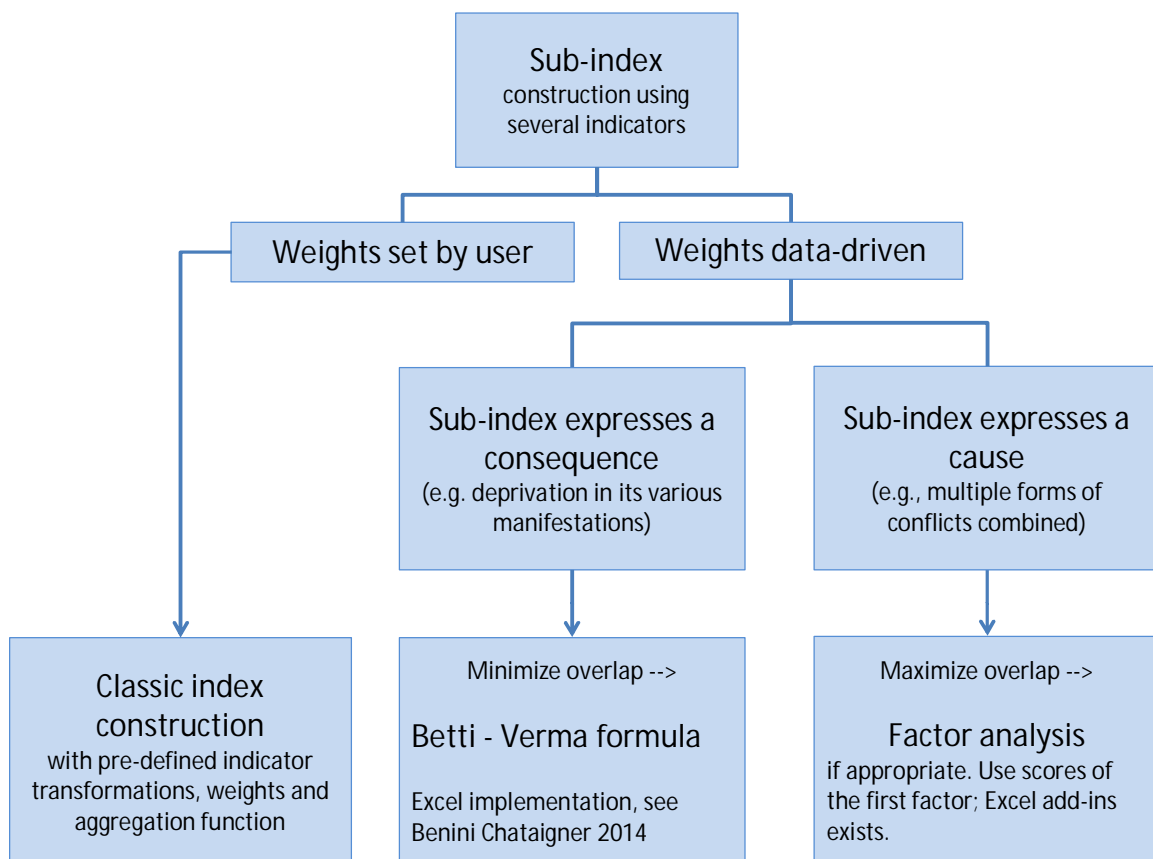 Sub-index
construction using
several indicators
Weights set by user
Weights data-driven
Sub-index expresses a
consequence
(e.g. deprivation in its various
manifestations)
Sub-index expresses a
cause
(e.g., multiple forms of
conflicts combined)
Classic index
construction
with pre-defined indicator
transformations, weights and
aggregation function
Minimize overlap -->
Betti - Verma formula
Excel implementation, see
Benini Chataigner 2014
Maximize overlap -->
Factor analysis
if appropriate. Use scores of
the first factor; Excel add-ins
exists.